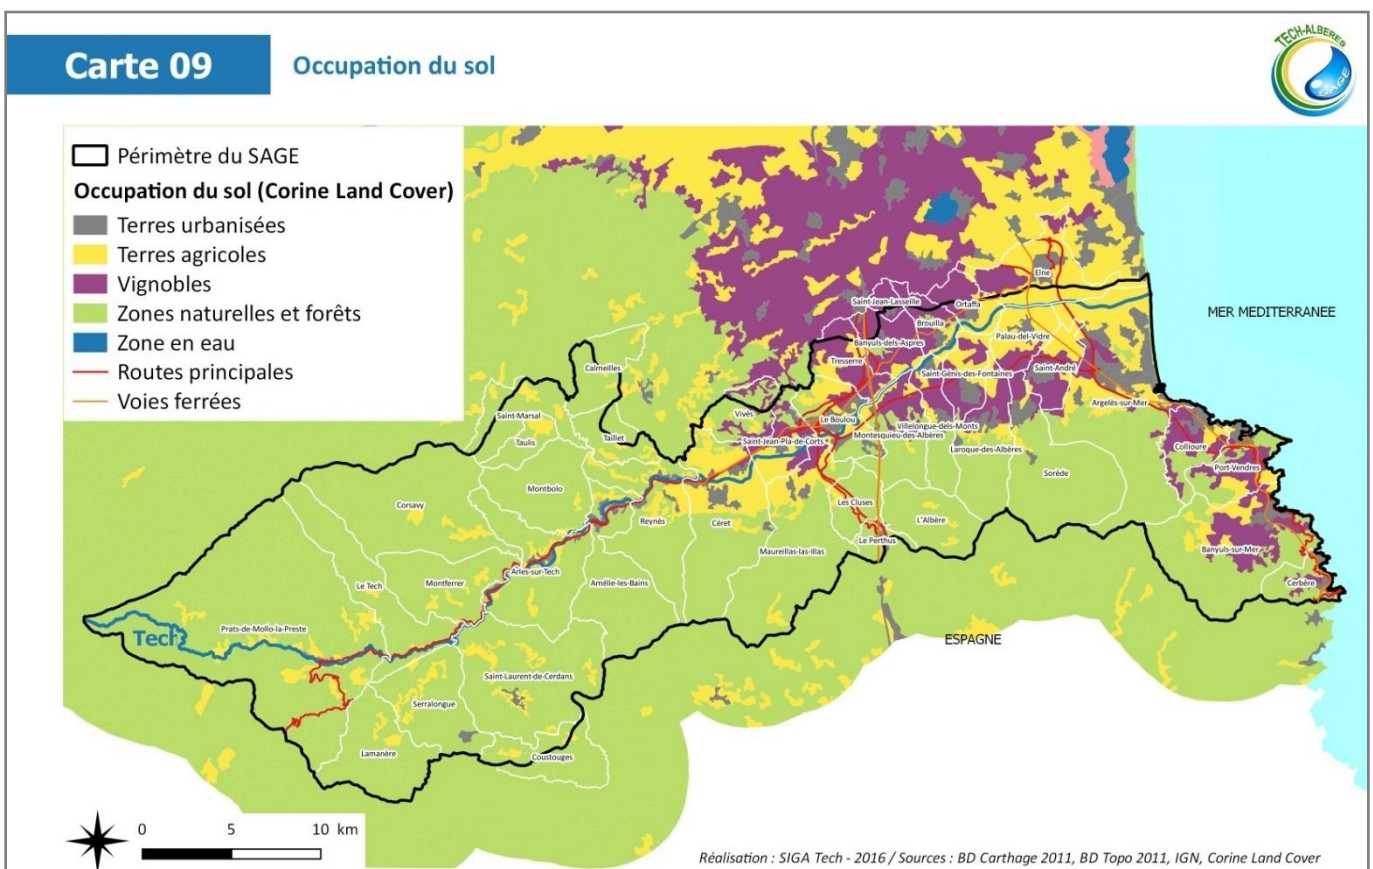 Carte 09
Occupation du sol
TECH-ALBERES
SAGE
Périmètre du SAGE
Occupation du sol (Corine Land Cover)
Terres urbanisées
Terres agricoles
Vignobles
Zones naturelles et forêts
Zone en eau
Routes principales
Voies ferrées
Elne
Saint-Jean-Lasseille
Ortaffa
MER MEDITERRANEE
Brouilla
Palau-del-Vidre
Banyuls-dels-Aspres
Tresserre
Calmeilles
Saint-Génis-des-Fontaines
Saint-André
Argelès-sur-Mer
Saint-Marsal
Vivès
Le Boulou
Villelongue-dels-Monts
Taulis
Taillet
Saint-Jean-Pla-de-Corts
Montesquieu-des-Albères
Laroque-des-Albères
Collioure
Port-Vendres
Sorède
Montbolo
Corsavy
Les Cluses
Reynès
Céret
L'Albère
Le Perthus
Maureillas-las-illas
Banyuls-sur-Mer
Arles-sur-Tech
Le Tech
Montferrer
Amélie-les-Bains
Cerbère
Prats-de-Mollo-la-Preste
Tech
ESPAGNE
Saint-Laurent-de-Cerdans
Serralongue
Lamanère
Coustouges
0 5 10 km
Réalisation : SIGA Tech - 2016 / Sources : BD Carthage 2011, BD Topo 2011, IGN, Corine Land Cover